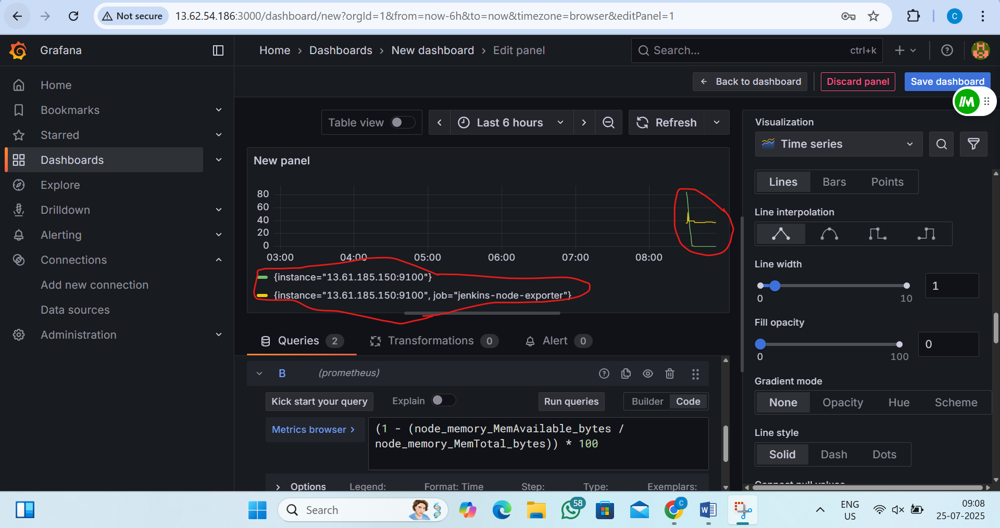 Not secure
13.62.54.186:3000/dashboard/new?orgId=1&from=now-6h&to=now&timezone=browser&editPanel=1
C
Grafana
Home › Dashboards › New dashboard › Edit panel
Search...
ctrl+k
Back to dashboard
Discard panel
Save dashboard
Home
Bookmarks
Starred
Dashboards
Explore
Drilldown
Alerting
Connections
Add new connection
Data sources
Administration
Table view
Last 6 hours
Refresh
New panel
80
60
40
20
0
03:00 04:00 05:00 06:00 07:00 08:00
{instance="13.61.185.150:9100"}
{instance="13.61.185.150:9100", job="jenkins-node-exporter"}
Queries 2
Transformations 0
Alert 0
B (prometheus)
Kick start your query
Explain
Run queries
Builder Code
Metrics browser >
(1 - (node_memory_MemAvailable_bytes /
node_memory_MemTotal_bytes)) * 100
Options Legend: Format: Time Step: Type: Exemplars:
Visualization
Time series
Lines Bars Points
Line interpolation
Line width
1
0 10
Fill opacity
0
0 100
Gradient mode
None Opacity Hue Scheme
Line style
Solid Dash Dots
Connect null values
Search
58
C
ENG
US
09:08
25-07-2025